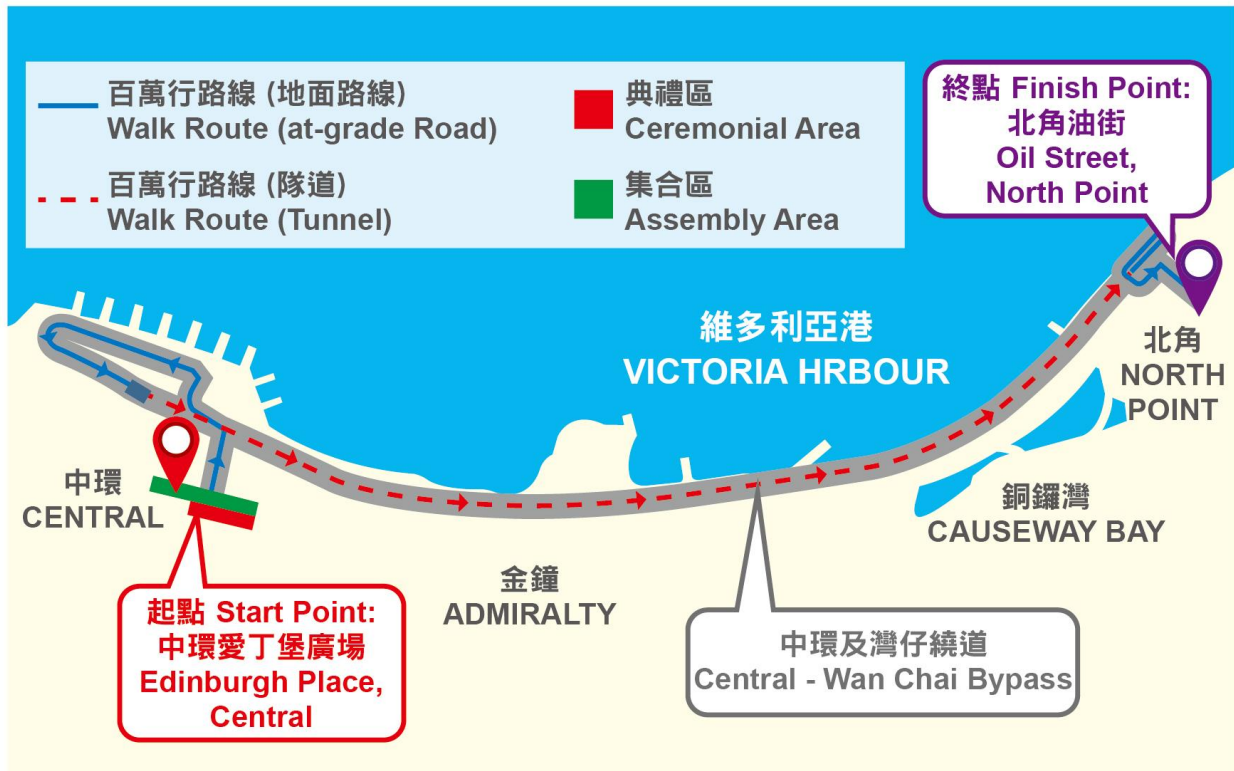 百萬行路線 (地面路線)
Walk Route (at-grade Road)
百萬行路線 (隊道)
Walk Route (Tunnel)
典禮區
Ceremonial Area
集合區
Assembly Area
終點 Finish Point:
北角油街
Oil Street,
North Point
維多利亞港
VICTORIA HRBOUR
北角
NORTH
POINT
中環
CENTRAL
銅鑼灣
CAUSEWAY BAY
金鐘
ADMIRALTY
起點 Start Point:
中環愛丁堡廣場
Edinburgh Place,
Central
中環及灣仔繞道
Central - Wan Chai Bypass